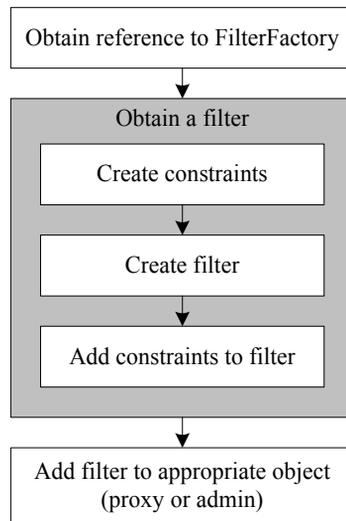 Obtain reference to FilterFactory
Obtain a filter
Create constraints
Create filter
Add constraints to filter
Add filter to appropriate object
(proxy or admin)